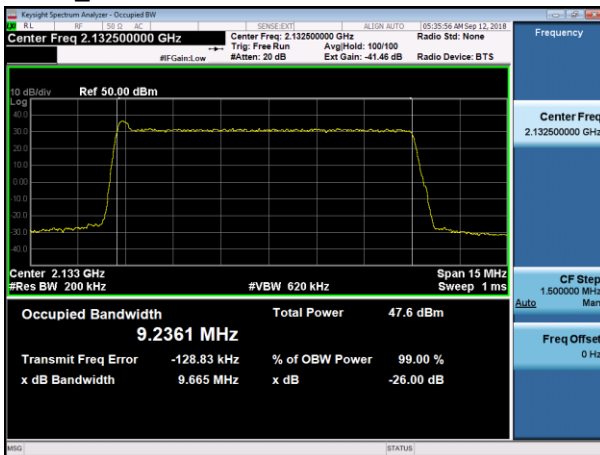 Keysight Spectrum Analyzer - Occupied BW
RL RF 50 Ω AC SENSE:EXT ALIGN AUTO 05:35:56 AM Sep 12, 2018
Center Freq 2.132500000 GHz Center Freq: 2.132500000 GHz Radio Std: None Frequency
Trig: Free Run Avg|Hold: 100/100
#IFGain:Low #Atten: 20 dB Ext Gain: -41.46 dB Radio Device: BTS
10 dB/div Ref 50.00 dBm
Log
40.0
30.0
20.0
10.0
0.00
-10.0
-20.0
-30.0
-40.0
Center Freq
2.132500000 GHz
Center 2.133 GHz Span 15 MHz
#Res BW 200 kHz #VBW 620 kHz Sweep 1 ms
CF Step
1.500000 MHz
Auto Man
Occupied Bandwidth Total Power 47.6 dBm
9.2361 MHz
Transmit Freq Error -128.83 kHz % of OBW Power 99.00 %
x dB Bandwidth 9.665 MHz x dB -26.00 dB
Freq Offset
0 Hz
MSG STATUS